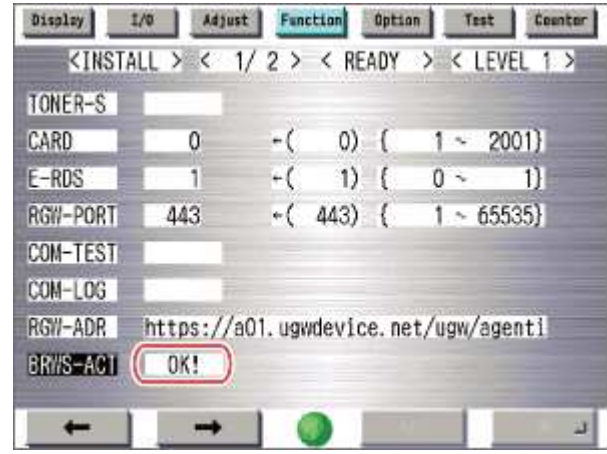 Display I/O Adjust Function Option Test Counter
<INSTALL > < 1/ 2 > < READY > < LEVEL 1 >
TONER-S
CARD 0 ←( 0) { 1 ~ 2001}
E-RDS 1 ←( 1) { 0 ~ 1}
RGW-PORT 443 ←( 443) { 1 ~ 65535}
COM-TEST
COM-LOG
RGW-ADR https://a01.ugwdevice.net/ugw/agenti
BRWS-ACT OK!
← →